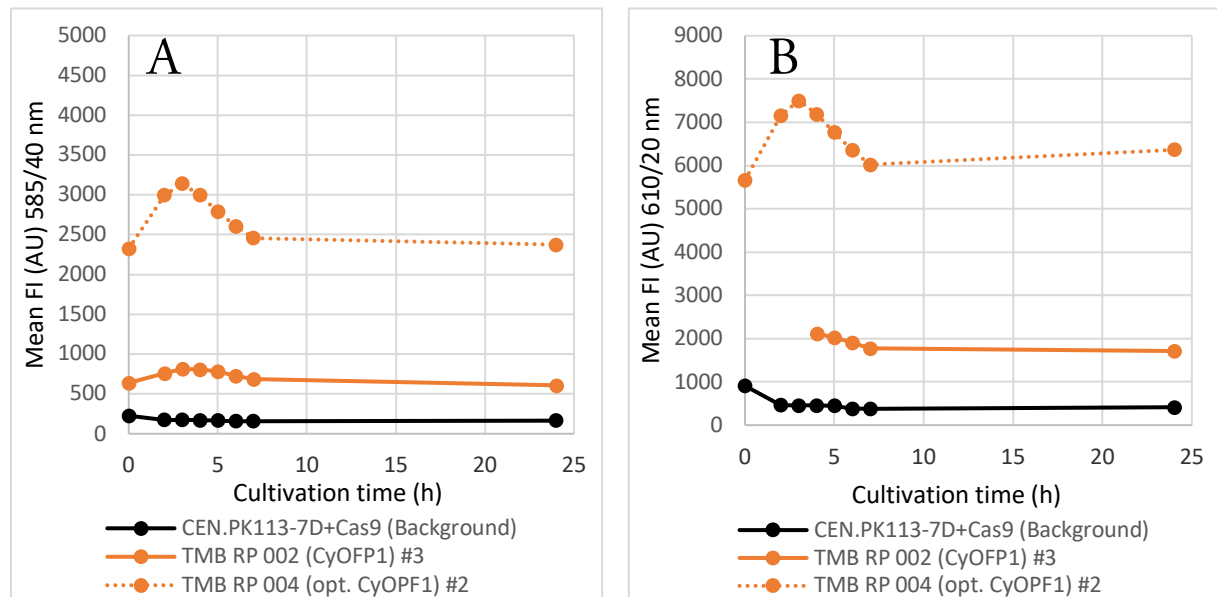 A
Mean FI (AU) 585/40 nm
5000
4500
4000
3500
3000
2500
2000
1500
1000
500
0
0 5 10 15 20 25
Cultivation time (h)
CEN.PK113-7D+Cas9 (Background)
TMB RP 002 (CyOFP1) #3
TMB RP 004 (opt. CyOPF1) #2
B
Mean FI (AU) 610/20 nm
9000
8000
7000
6000
5000
4000
3000
2000
1000
0
0 5 10 15 20 25
Cultivation time (h)
CEN.PK113-7D+Cas9 (Background)
TMB RP 002 (CyOFP1) #3
TMB RP 004 (opt. CyOPF1) #2